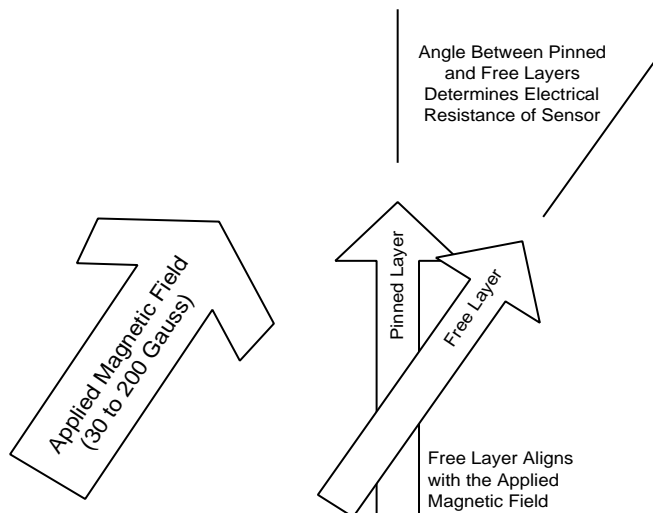 Angle Between Pinned
and Free Layers
Determines Electrical
Resistance of Sensor
Applied Magnetic Field
(30 to 200 Gauss)
Pinned Layer
Free Layer
Free Layer Aligns
with the Applied
Magnetic Field